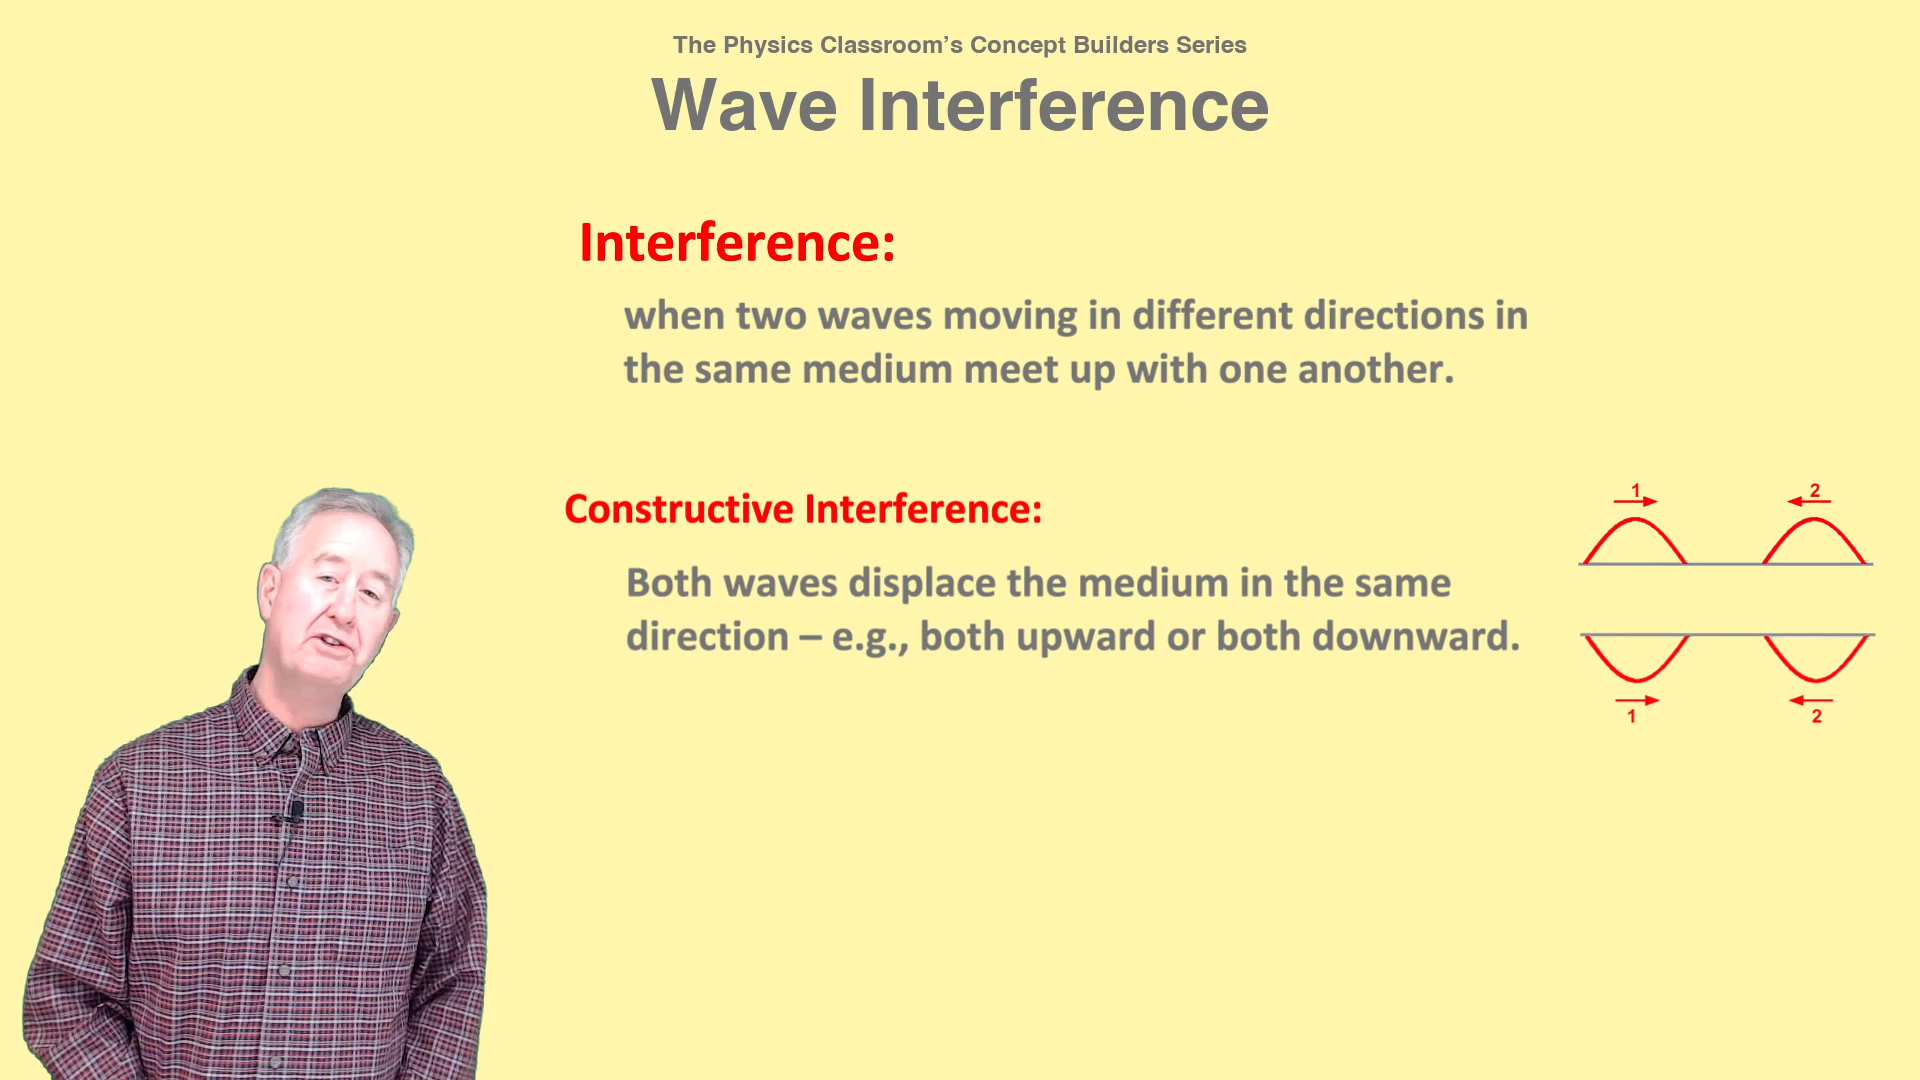 The Physics Classroom’s Concept Builders Series
Wave Interference
Interference:
when two waves moving in different directions in
the same medium meet up with one another.
Constructive Interference:
Both waves displace the medium in the same
direction – e.g., both upward or both downward.
1 2
1 2